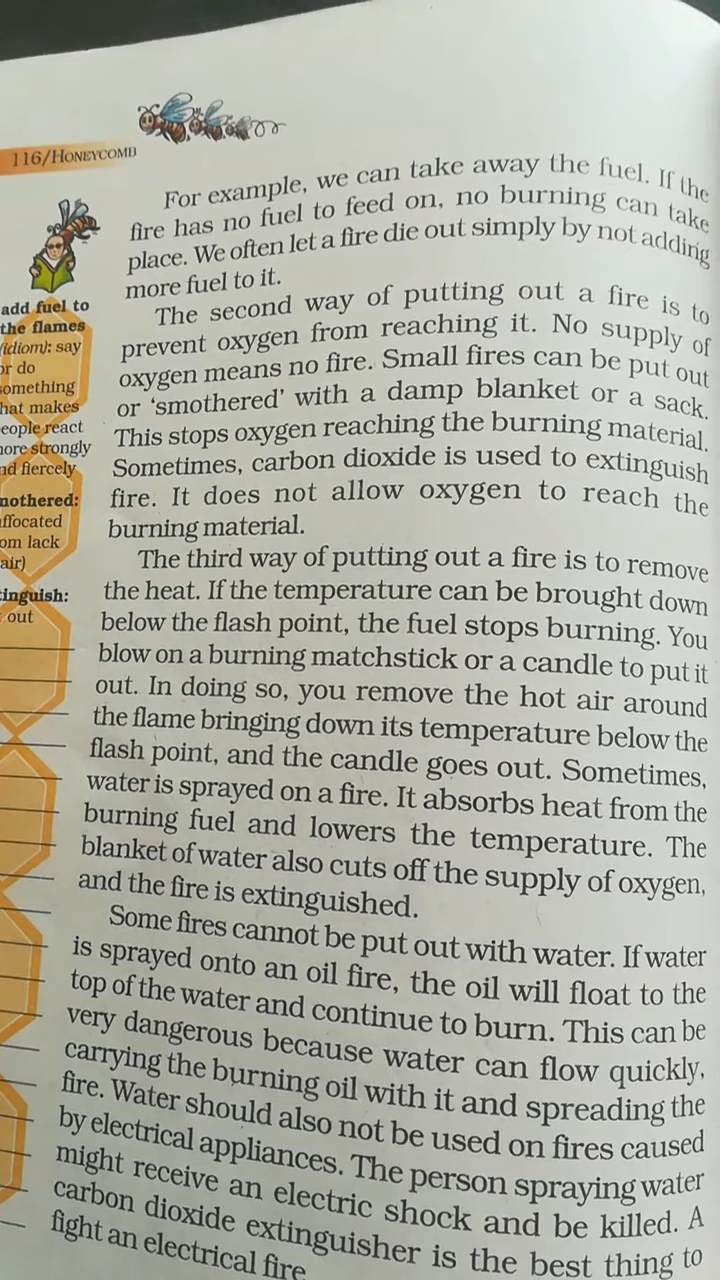 116/HONEYCOMB
For example, we can take away the fuel. If the
fire has no fuel to feed on, no burning can take
place. We often let a fire die out simply by not adding
more fuel to it.
The second way of putting out a fire is to
prevent oxygen from reaching it. No supply of
oxygen means no fire. Small fires can be put out
or ‘smothered’ with a damp blanket or a sack.
This stops oxygen reaching the burning material.
Sometimes, carbon dioxide is used to extinguish
fire. It does not allow oxygen to reach the
burning material.
The third way of putting out a fire is to remove
the heat. If the temperature can be brought down
below the flash point, the fuel stops burning. You
blow on a burning matchstick or a candle to put it
out. In doing so, you remove the hot air around
the flame bringing down its temperature below the
flash point, and the candle goes out. Sometimes,
water is sprayed on a fire. It absorbs heat from the
burning fuel and lowers the temperature. The
blanket of water also cuts off the supply of oxygen,
and the fire is extinguished.
Some fires cannot be put out with water. If water
is sprayed onto an oil fire, the oil will float to the
top of the water and continue to burn. This can be
very dangerous because water can flow quickly,
carrying the burning oil with it and spreading the
fire. Water should also not be used on fires caused
by electrical appliances. The person spraying water
might receive an electric shock and be killed. A
carbon dioxide extinguisher is the best thing to
fight an electrical fire
add fuel to
the flames
(idiom): say
or do
something
that makes
people react
more strongly
and fiercely
mothered:
ffocated
om lack
air)
tinguish:
out